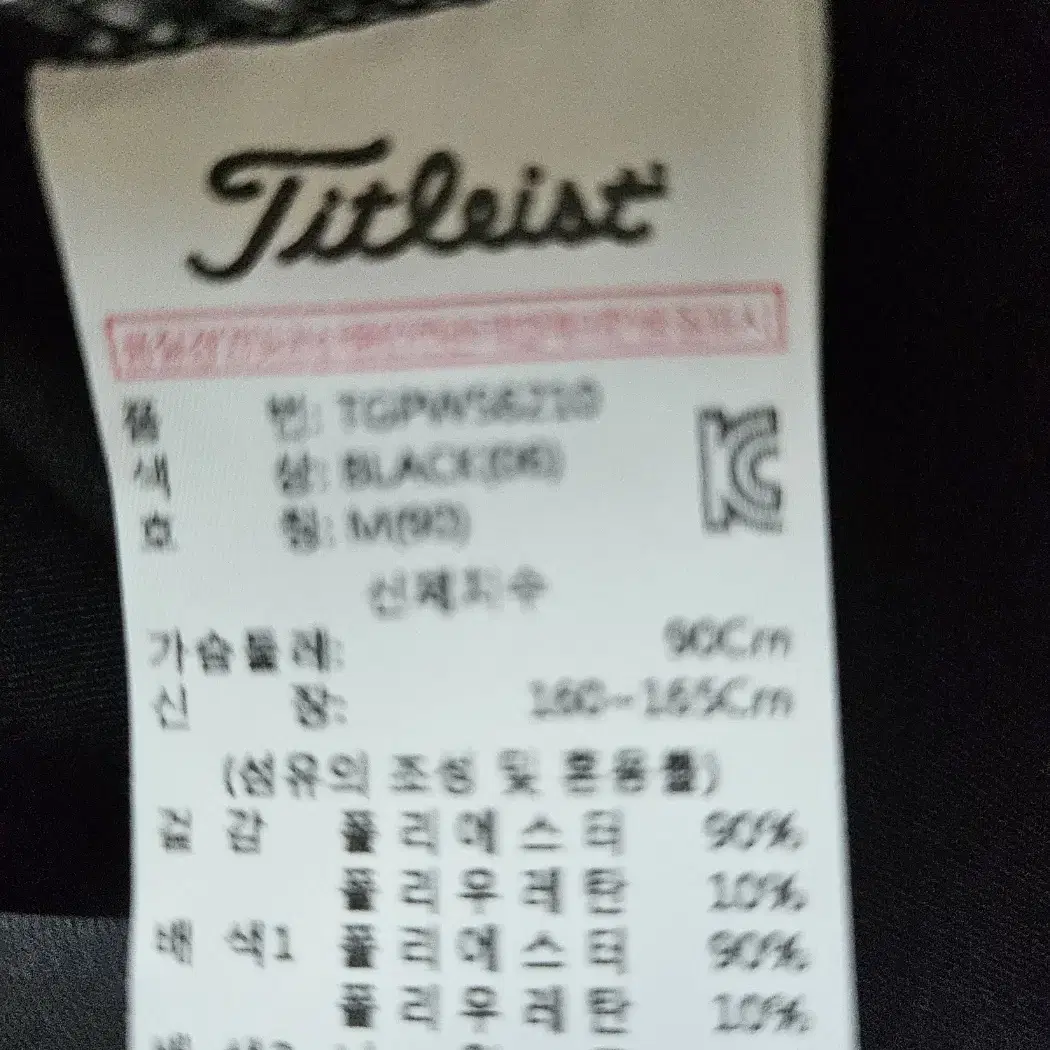 Titleist
품 번: TGPWS6210
색 상: BLACK(06)
호 칭: M(90)
신체치수
가슴둘레: 90Cm
신 장: 160~165Cm
(섬유의 조성 및 혼용률)
겉 감 폴리에스터 90%
폴리우레탄 10%
배 색1 폴리에스터 90%
폴리우레탄 10%